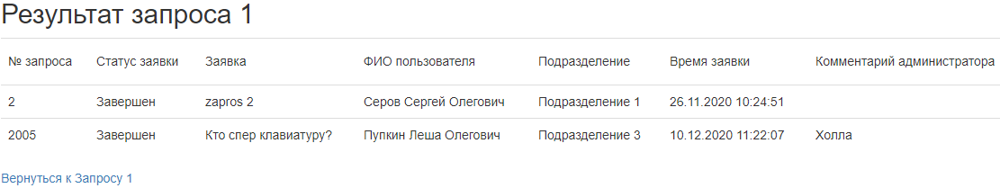 Результат запроса 1
№ запроса Статус заявки Заявка ФИО пользователя Подразделение Время заявки Комментарий администратора
2 Завершен zapros 2 Серов Сергей Олегович Подразделение 1 26.11.2020 10:24:51
2005 Завершен Кто спер клавиатуру? Пупкин Леша Олегович Подразделение 3 10.12.2020 11:22:07 Холла
Вернуться к Запросу 1